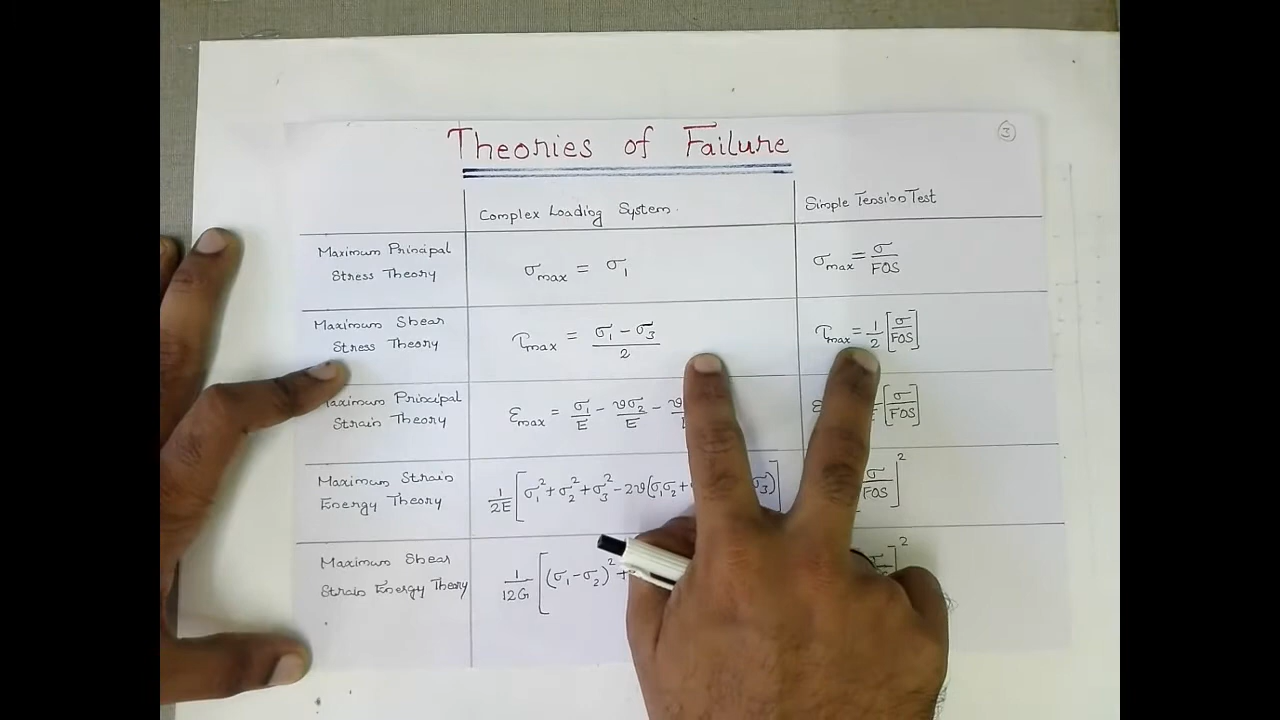 Theories of Failure
3
Complex Loading System.
Simple Tension Test
Maximum Principal
Stress Theory
σmax = σ1
σmax = σ/FOS
Maximum Shear
Stress Theory
τmax = (σ1 − σ3)/2
τmax = 1/2 [σ/FOS]
Maximum Principal
Strain Theory
εmax = σ1/E − νσ2/E −
[σ/FOS]
Maximum Strain
Energy Theory
1/2E [σ1² + σ2² + σ3² − 2ν(σ1σ2 + σ3)]
σ/FOS]²
Maximum Shear
Strain Energy Theory
1/12G [(σ1 − σ2)² +
]²